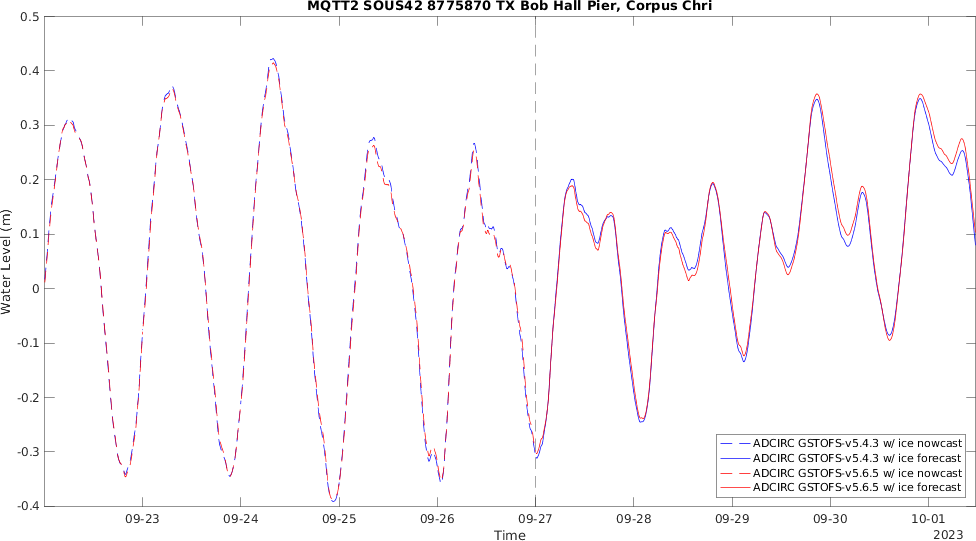 MQTT2 SOUS42 8775870 TX Bob Hall Pier, Corpus Chri
0.5
0.4
0.3
0.2
0.1
0
-0.1
-0.2
-0.3
-0.4
Water Level (m)
09-23 09-24 09-25 09-26 09-27 09-28 09-29 09-30 10-01
Time
2023
ADCIRC GSTOFS-v5.4.3 w/ ice nowcast
ADCIRC GSTOFS-v5.4.3 w/ ice forecast
ADCIRC GSTOFS-v5.6.5 w/ ice nowcast
ADCIRC GSTOFS-v5.6.5 w/ ice forecast